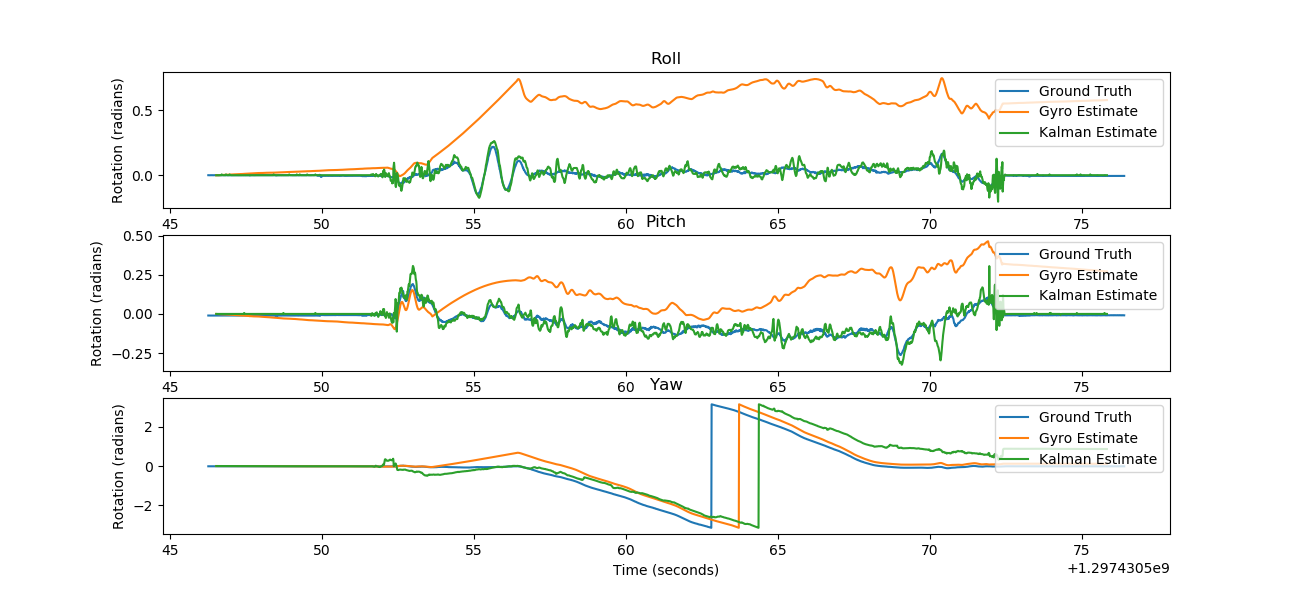 Roll
Rotation (radians)
0.5
0.0
Ground Truth
Gyro Estimate
Kalman Estimate
45 50 55 60 65 70 75
Pitch
Rotation (radians)
0.50
0.25
0.00
−0.25
Ground Truth
Gyro Estimate
Kalman Estimate
45 50 55 60 65 70 75
Yaw
Rotation (radians)
2
0
−2
Ground Truth
Gyro Estimate
Kalman Estimate
45 50 55 60 65 70 75
Time (seconds)
+1.2974305e9